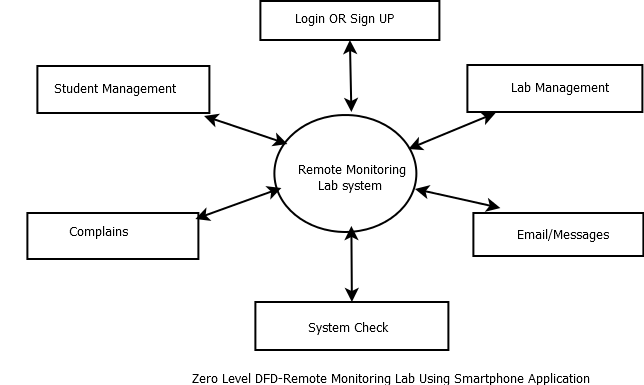 Login OR Sign UP
Student Management
Lab Management
Remote Monitoring
Lab system
Complains
Email/Messages
System Check
Zero Level DFD-Remote Monitoring Lab Using Smartphone Application